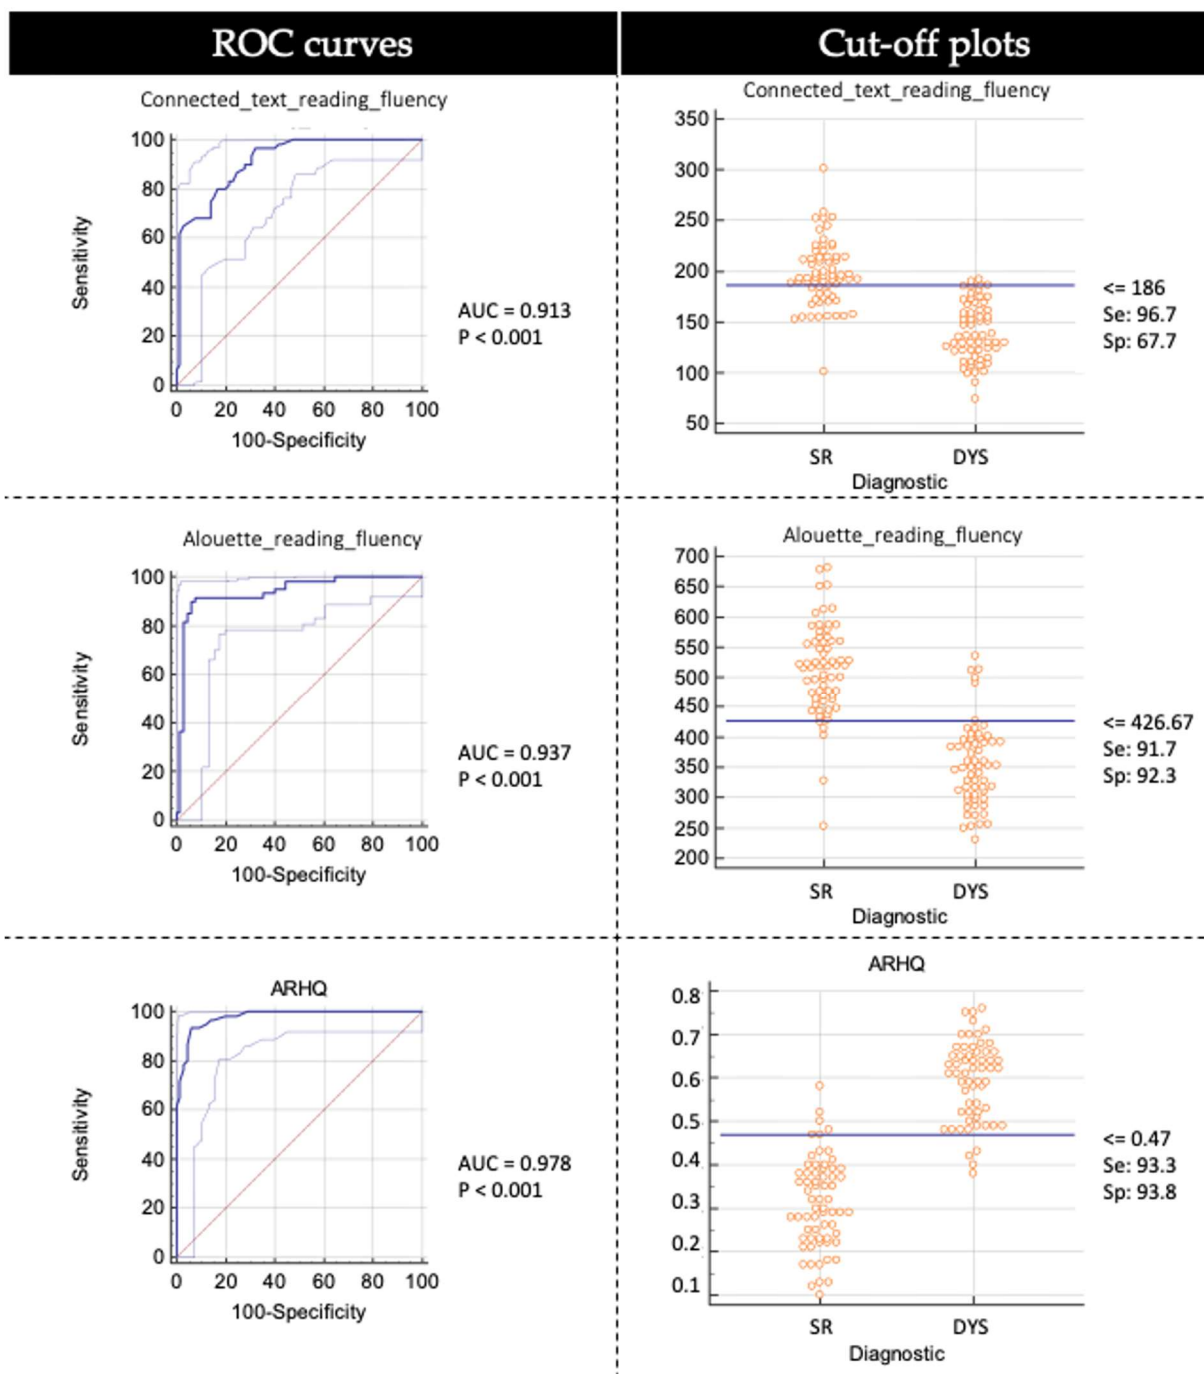 ROC curves
Cut-off plots
Connected_text_reading_fluency
100
80
60
40
20
0
Sensitivity
0 20 40 60 80 100
100-Specificity
AUC = 0.913
P < 0.001
Connected_text_reading_fluency
350
300
250
200
150
100
50
SR DYS
Diagnostic
<= 186
Se: 96.7
Sp: 67.7
Alouette_reading_fluency
100
80
60
40
20
0
Sensitivity
0 20 40 60 80 100
100-Specificity
AUC = 0.937
P < 0.001
Alouette_reading_fluency
700
650
600
550
500
450
400
350
300
250
200
SR DYS
Diagnostic
<= 426.67
Se: 91.7
Sp: 92.3
ARHQ
100
80
60
40
20
0
Sensitivity
0 20 40 60 80 100
100-Specificity
AUC = 0.978
P < 0.001
ARHQ
0.8
0.7
0.6
0.5
0.4
0.3
0.2
0.1
SR DYS
Diagnostic
<= 0.47
Se: 93.3
Sp: 93.8